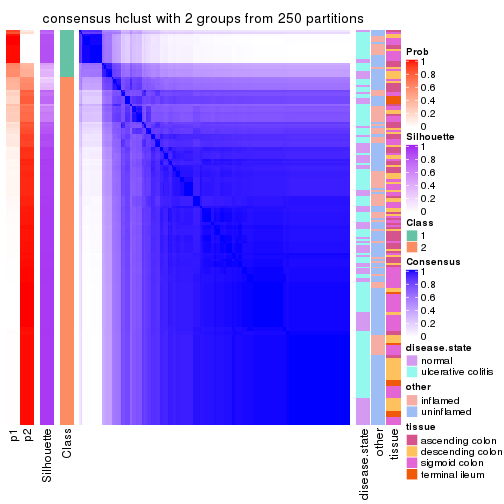 consensus hclust with 2 groups from 250 partitions
Prob
1
0.8
0.6
0.4
0.2
0
Silhouette
1
0.8
0.6
0.4
0.2
0
Class
1
2
Consensus
1
0.8
0.6
0.4
0.2
0
disease.state
normal
ulcerative colitis
other
inflamed
uninflamed
tissue
ascending colon
descending colon
sigmoid colon
terminal ileum
p1
p2
Silhouette
Class
disease.state
other
tissue